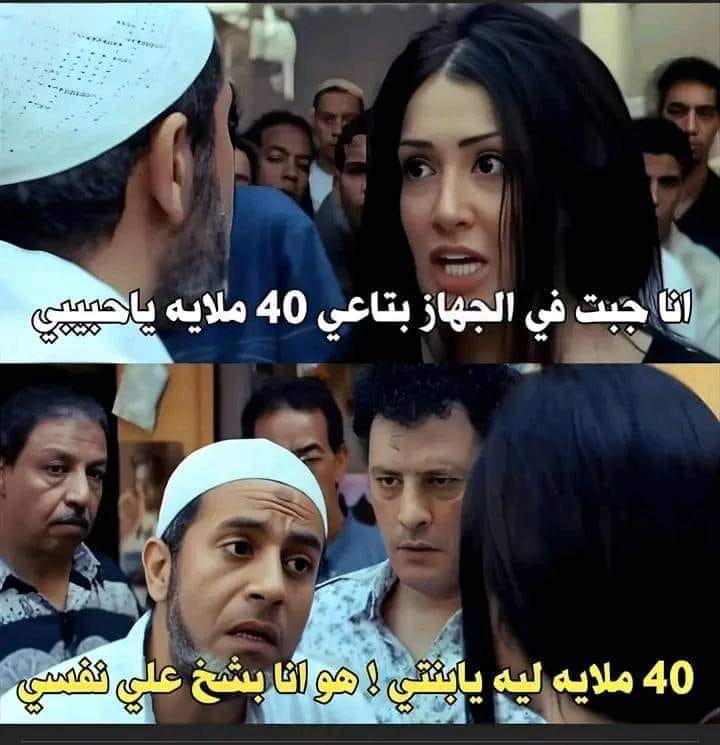 انا جبت في الجهاز بتاعي 40 ملايه ياحبيبي
40 ملايه ليه يابنتي ! هو انا بشخ علي نفسي